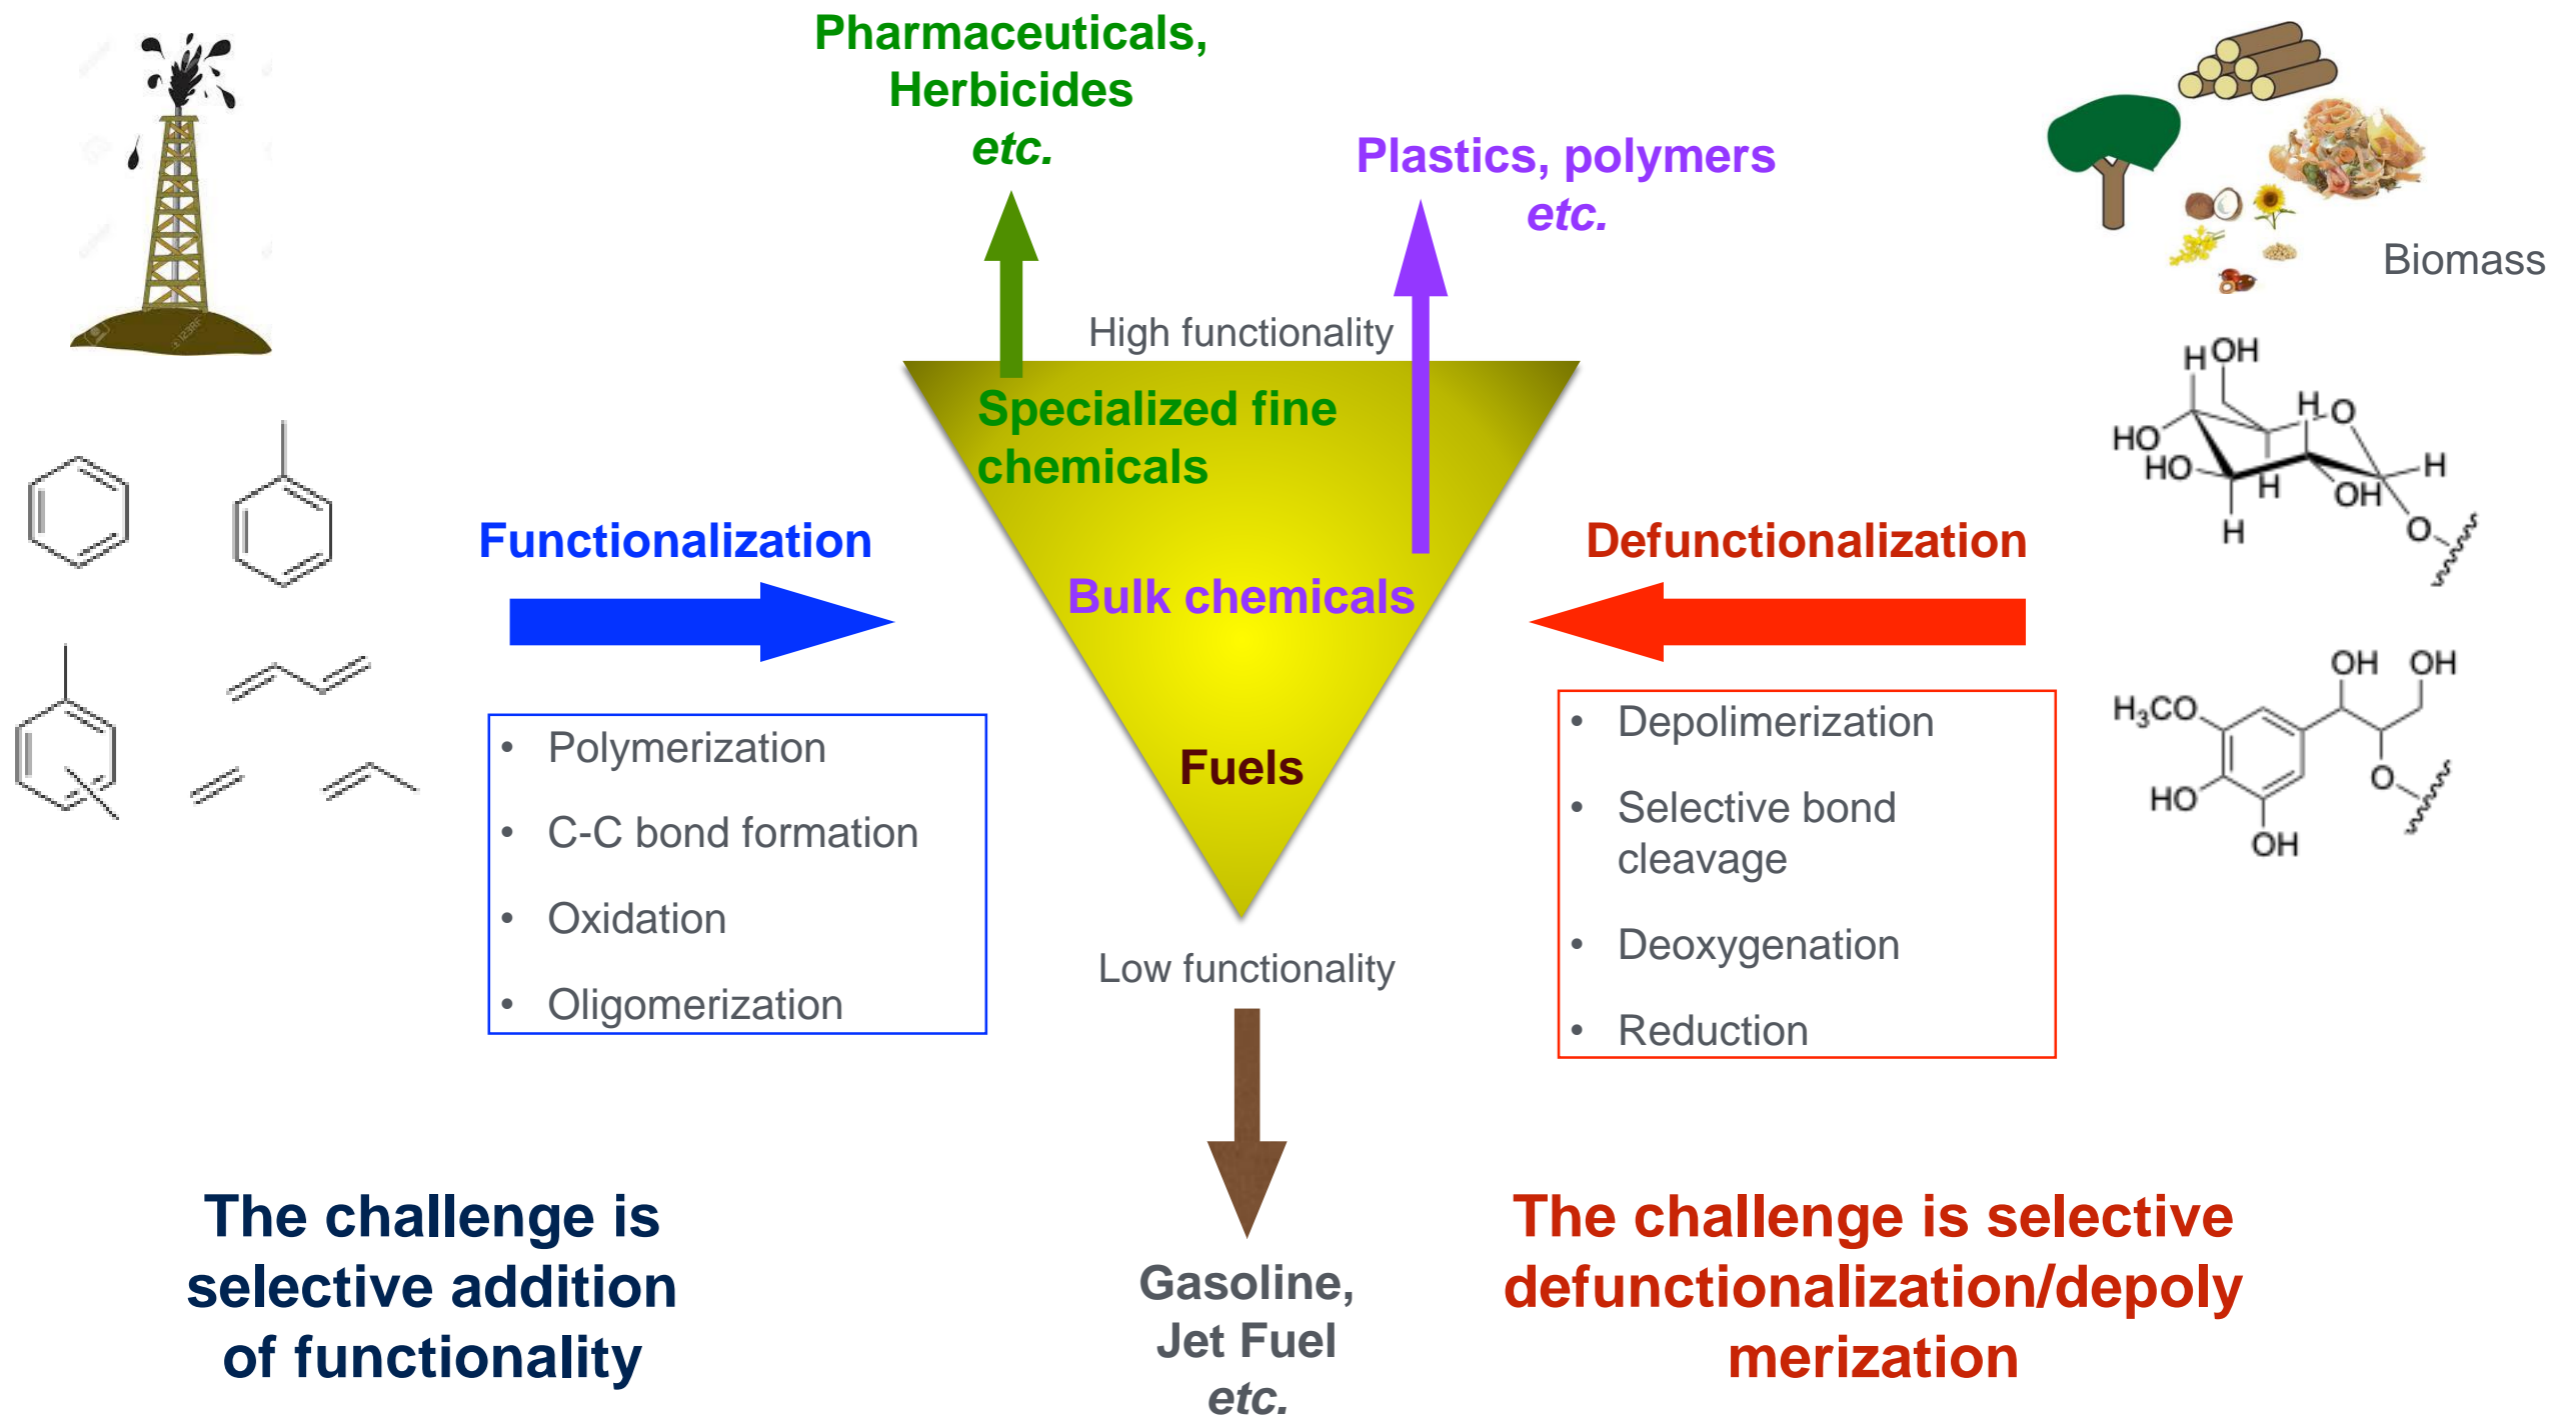 Pharmaceuticals,
Herbicides
etc.
Plastics, polymers
etc.
Biomass
High functionality
Specialized fine
chemicals
Functionalization
Defunctionalization
Bulk chemicals
Fuels
• Polymerization
• C-C bond formation
• Oxidation
• Oligomerization
• Depolimerization
• Selective bond
cleavage
• Deoxygenation
• Reduction
H OH
H O
HO
HO
H
H
OH
H
O
OH OH
H₃CO
O
HO
OH
Low functionality
The challenge is
selective addition
of functionality
Gasoline,
Jet Fuel
etc.
The challenge is selective
defunctionalization/depoly
merization
123RF